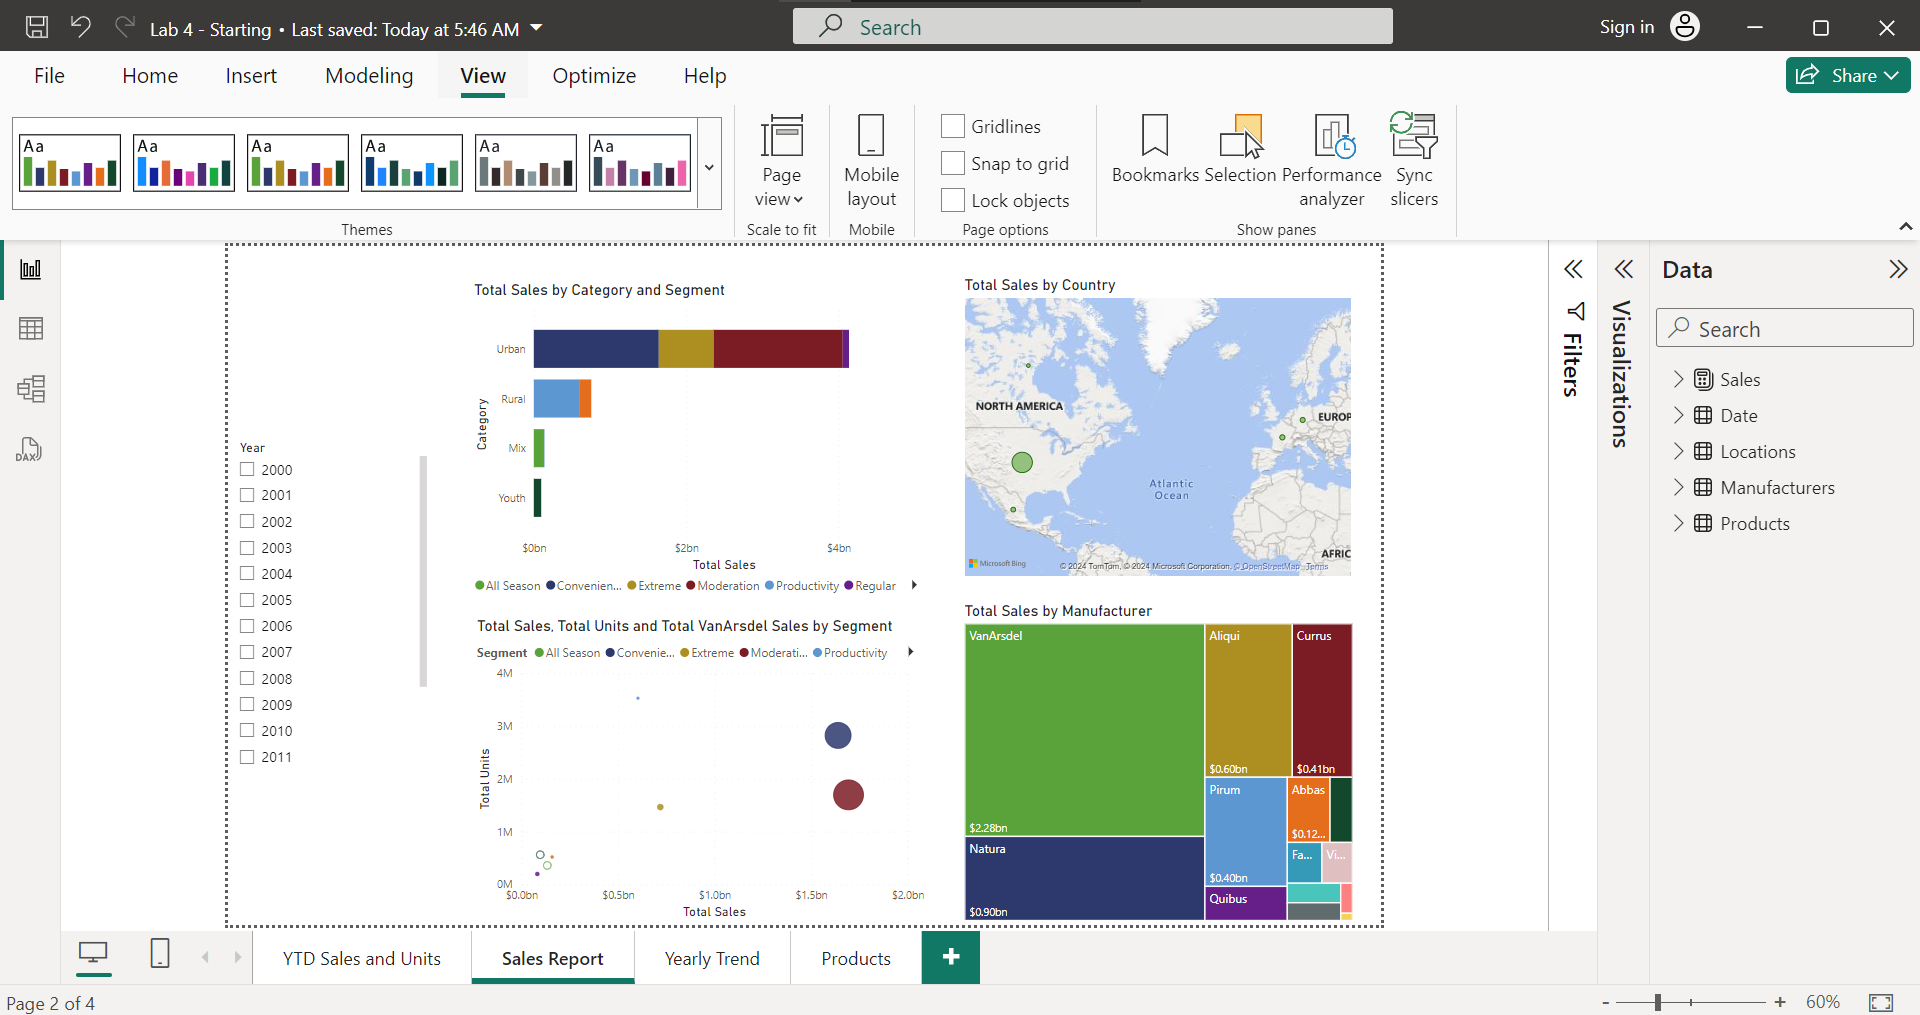 Lab 4 - Starting • Last saved: Today at 5:46 AM
Search
Sign in
File
Home
Insert
Modeling
View
Optimize
Help
Share
Aa
Aa
Aa
Aa
Aa
Aa
Themes
Page
view
Scale to fit
Mobile
layout
Mobile
Gridlines
Snap to grid
Lock objects
Page options
Bookmarks
Selection
Performance
analyzer
Sync
slicers
Show panes
DAX
Year
2000
2001
2002
2003
2004
2005
2006
2007
2008
2009
2010
2011
Total Sales by Category and Segment
Category
Urban
Rural
Mix
Youth
$0bn
$2bn
$4bn
Total Sales
All Season
Convenien...
Extreme
Moderation
Productivity
Regular
Total Sales by Country
NORTH AMERICA
EUROP
Atlantic
Ocean
AFRIC
Microsoft Bing
© 2024 TomTom, © 2024 Microsoft Corporation, © OpenStreetMap Terms
Total Sales, Total Units and Total VanArsdel Sales by Segment
Segment
All Season
Convenie...
Extreme
Moderati...
Productivity
Total Units
4M
3M
2M
1M
0M
$0.0bn
$0.5bn
$1.0bn
$1.5bn
$2.0bn
Total Sales
Total Sales by Manufacturer
VanArsdel
$2.28bn
Natura
$0.90bn
Aliqui
$0.60bn
Currus
$0.41bn
Pirum
$0.40bn
Abbas
$0.12...
Fa...
Vi...
Quibus
Filters
Visualizations
Data
Search
Sales
Date
Locations
Manufacturers
Products
YTD Sales and Units
Sales Report
Yearly Trend
Products
+
Page 2 of 4
- + 60%